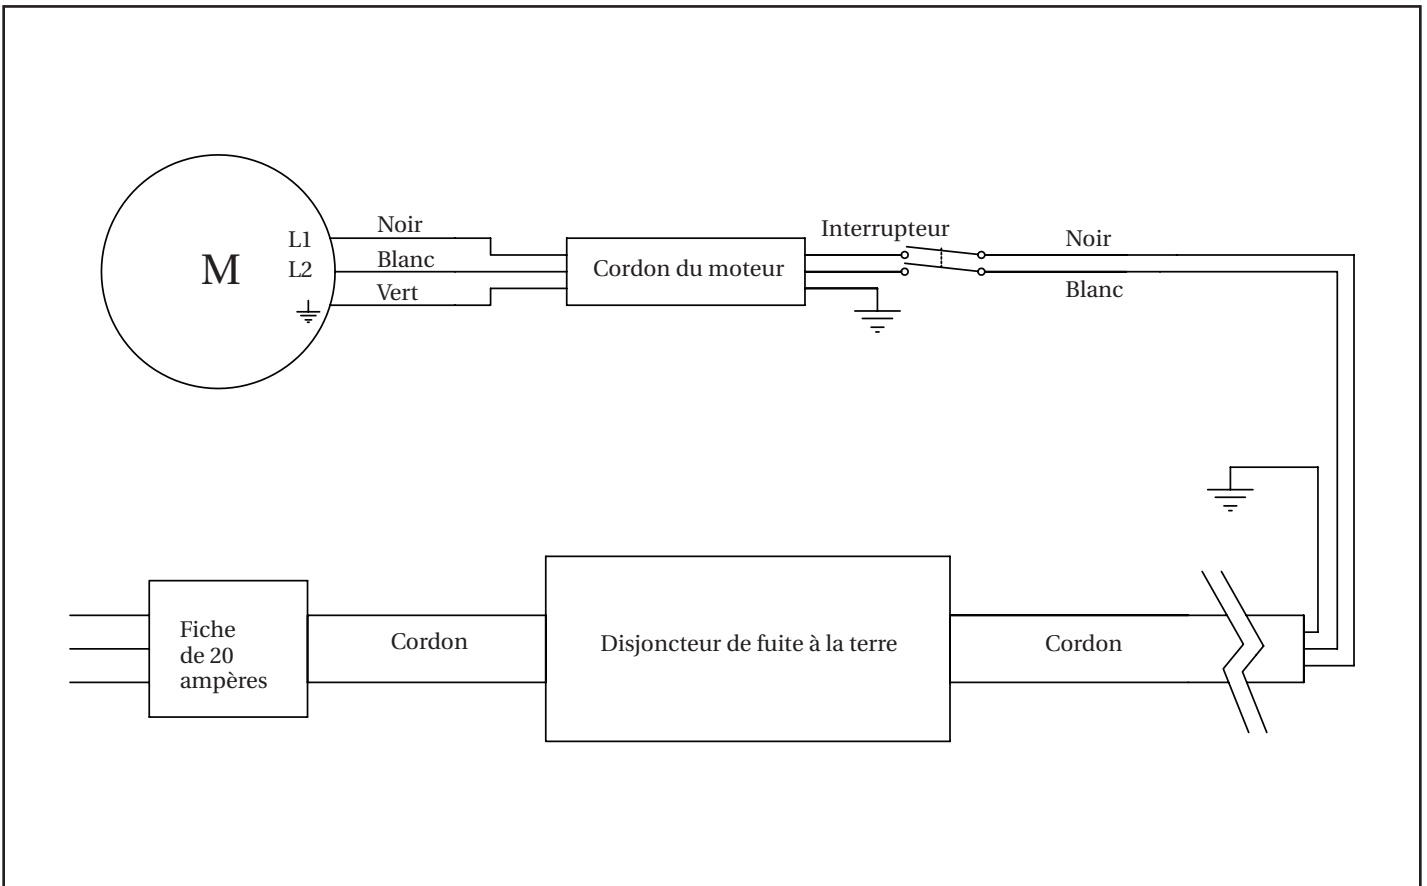 Noir
L1
M
Blanc
L2
Vert
Cordon du moteur
Interrupteur
Noir
Blanc
Fiche
de 20
ampères
Cordon
Disjoncteur de fuite à la terre
Cordon